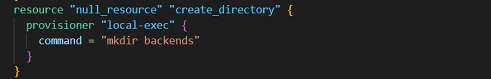 resource "null_resource" "create_directory" {
  provisioner "local-exec" {
    command = "mkdir backends"
  }
}